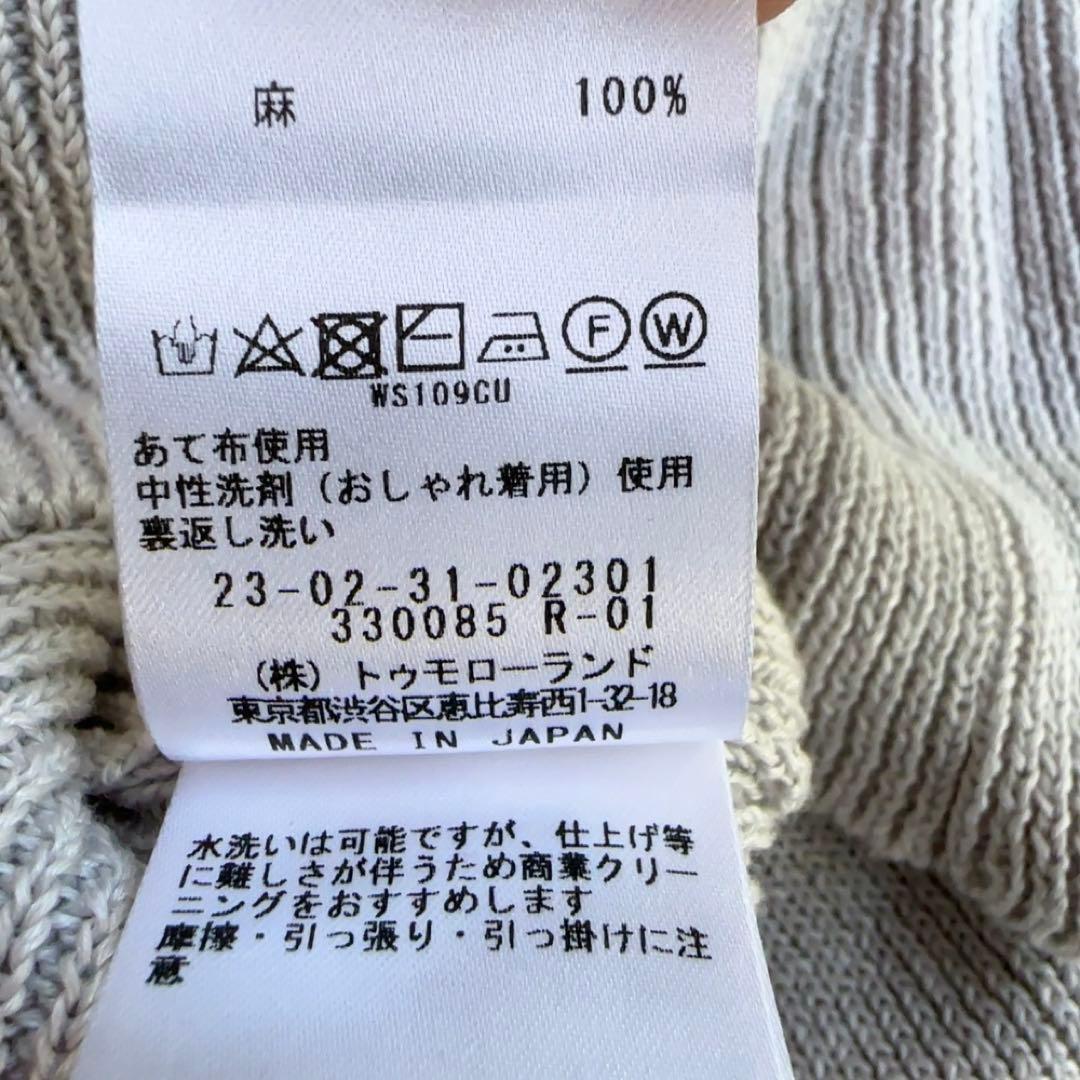 麻 100%
F W
WS109CU
あて布使用
中性洗剤（おしゃれ着用）使用
裏返し洗い
23-02-31-02301
330085 R-01
（株）トゥモローランド
東京都渋谷区恵比寿西1-32-18
MADE IN JAPAN
水洗いは可能ですが、仕上げ等
に難しさが伴うため商業クリー
ニングをおすすめします
摩擦・引っ張り・引っ掛けに注
意